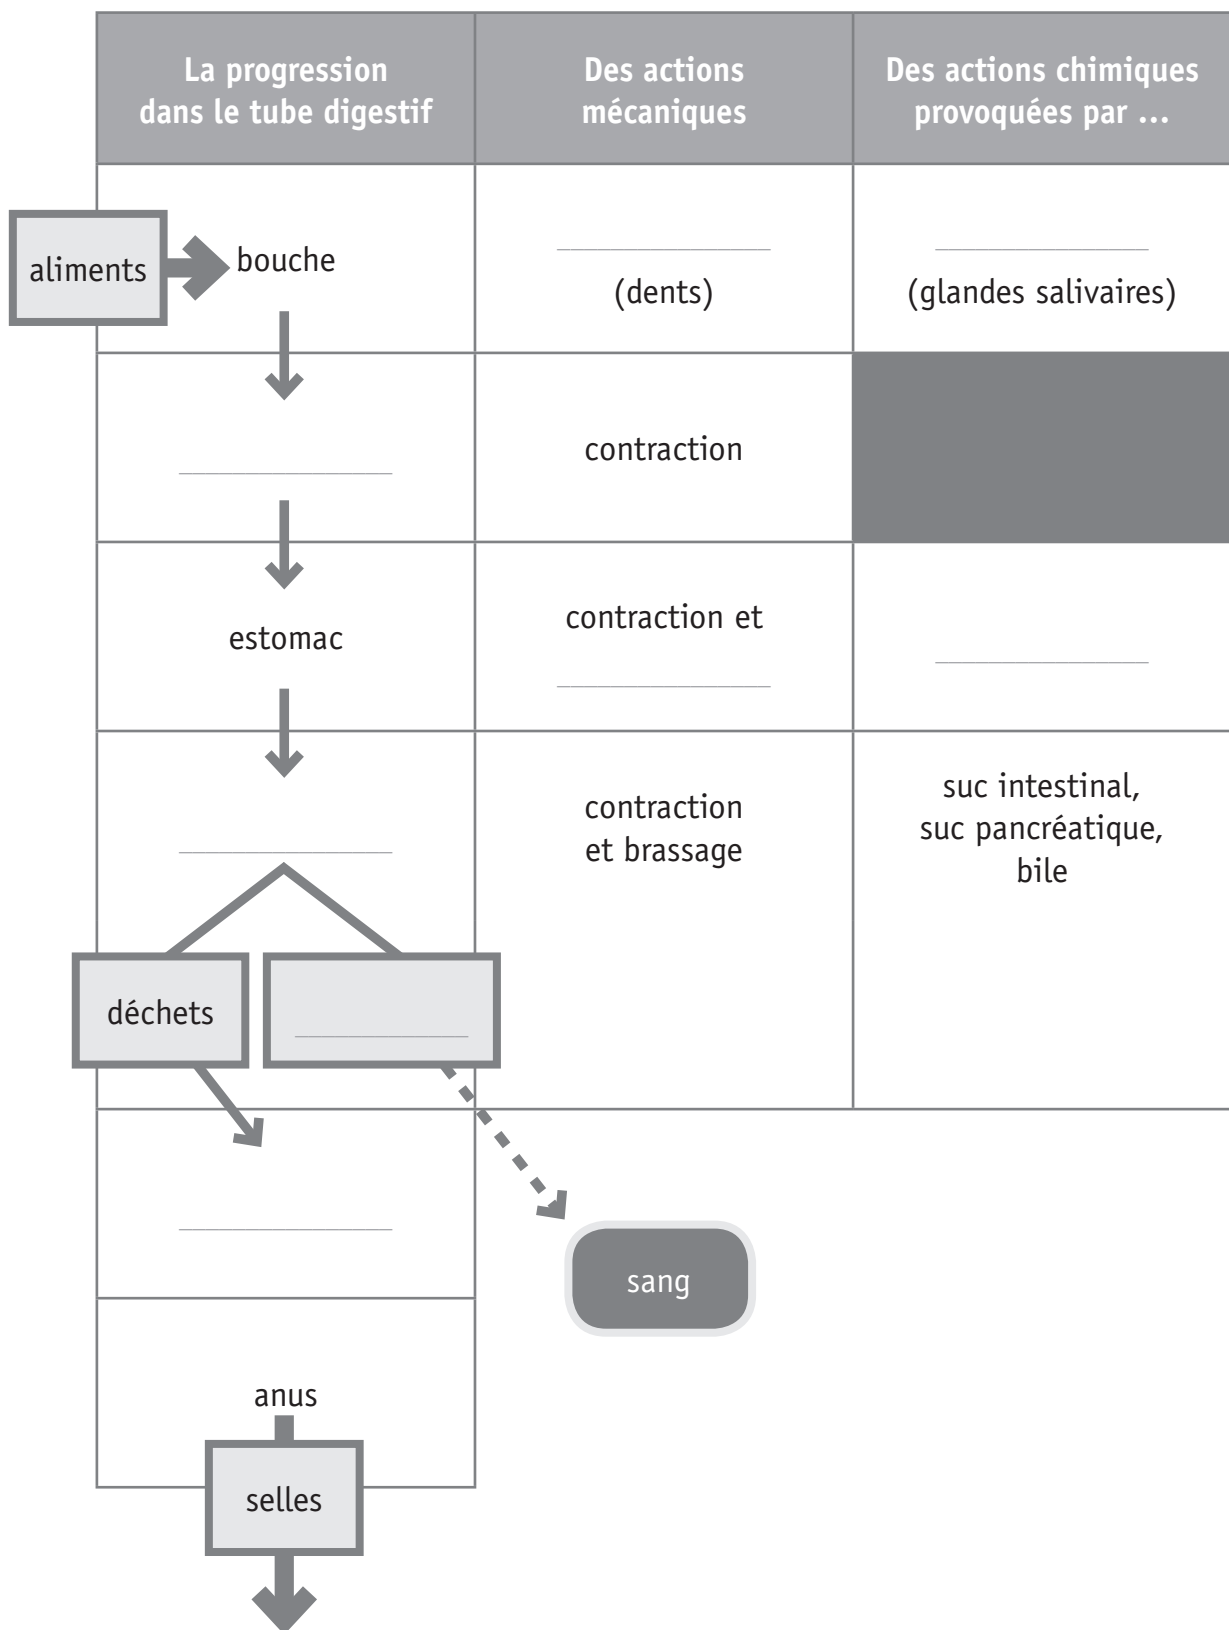 La progression
dans le tube digestif
Des actions
mécaniques
Des actions chimiques
provoquées par ...
aliments
bouche
(dents)
(glandes salivaires)
contraction
estomac
contraction et
contraction
et brassage
suc intestinal,
suc pancréatique,
bile
déchets
sang
anus
selles